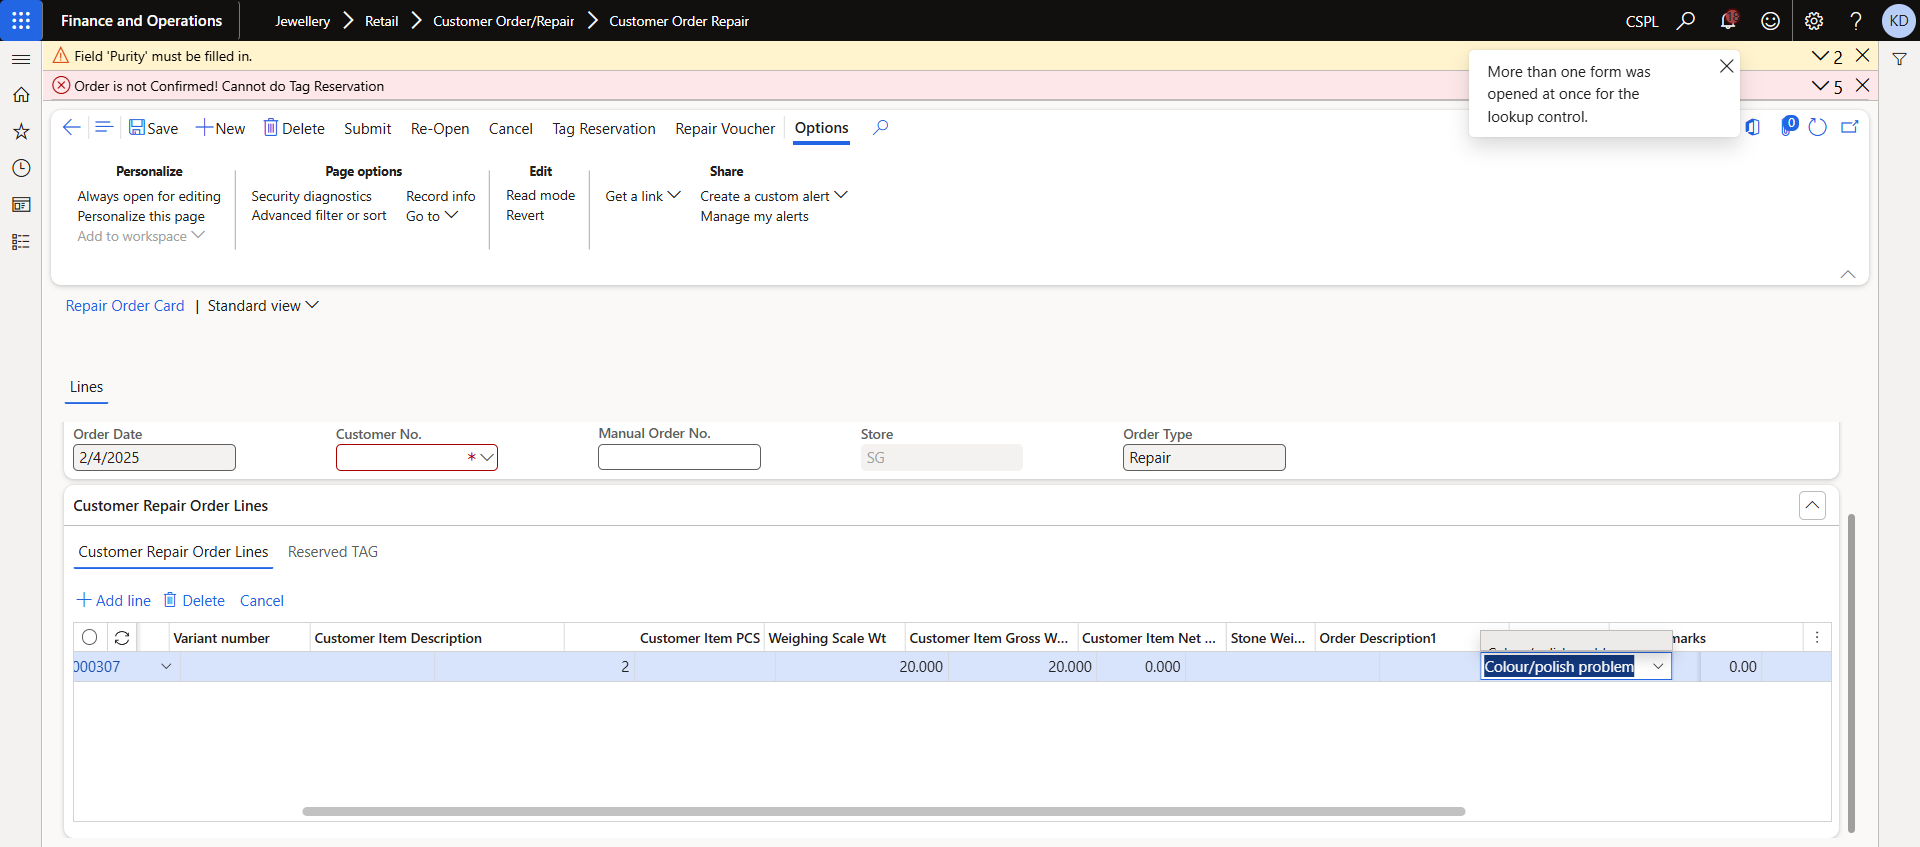 Finance and Operations
Jewellery
Retail
Customer Order/Repair
Customer Order Repair
CSPL
KD
Field 'Purity' must be filled in.
2
Order is not Confirmed! Cannot do Tag Reservation
5
More than one form was
opened at once for the
lookup control.
Save
New
Delete
Submit
Re-Open
Cancel
Tag Reservation
Repair Voucher
Options
0
Personalize
Always open for editing
Personalize this page
Add to workspace
Page options
Security diagnostics
Advanced filter or sort
Record info
Go to
Edit
Read mode
Revert
Get a link
Share
Create a custom alert
Manage my alerts
Repair Order Card | Standard view
Lines
Order Date
2/4/2025
Customer No.
*
Manual Order No.
Store
SG
Order Type
Repair
Customer Repair Order Lines
Customer Repair Order Lines
Reserved TAG
Add line
Delete
Cancel
Variant number
Customer Item Description
Customer Item PCS
Weighing Scale Wt
Customer Item Gross W...
Customer Item Net ...
Stone Wei...
Order Description1
marks
000307
2
20.000
20.000
0.000
Colour/polish problem
0.00